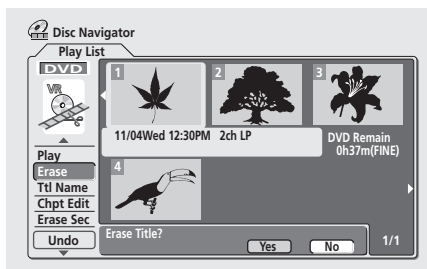 Disc Navigator
Play List
DVD
VR
1
2
3
11/04Wed 12:30PM 2ch LP
DVD Remain
0h37m(FINE)
4
Play
Erase
Ttl Name
Chpt Edit
Erase Sec
Undo
Erase Title?
Yes
No
1/1